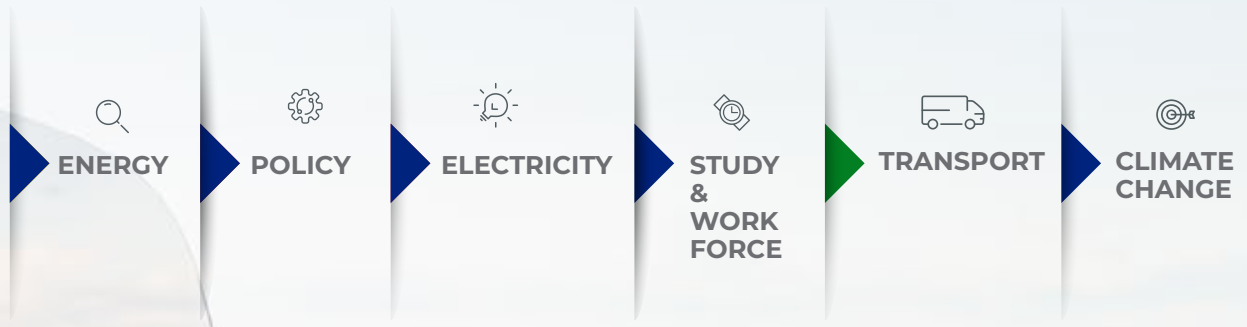 ENERGY
POLICY
ELECTRICITY
STUDY
&
WORK
FORCE
TRANSPORT
CLIMATE
CHANGE